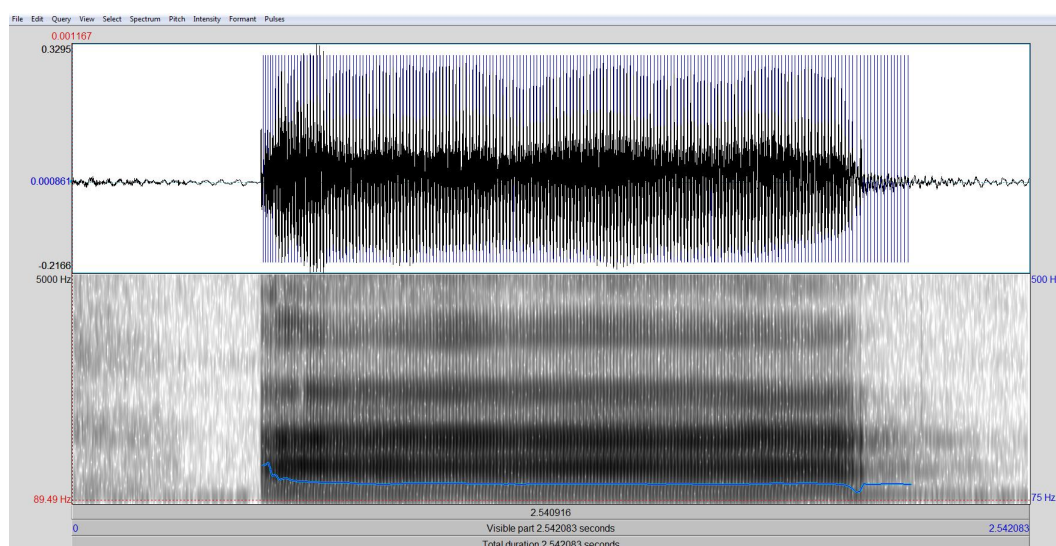 File Edit Query View Select Spectrum Pitch Intensity Formant Pulses
0.001167
0.3295
0.000861
-0.2166
5000 Hz 500 H
89.49 Hz 75 Hz
2.540916
0 Visible part 2.542083 seconds 2.542083
Total duration 2.542083 seconds